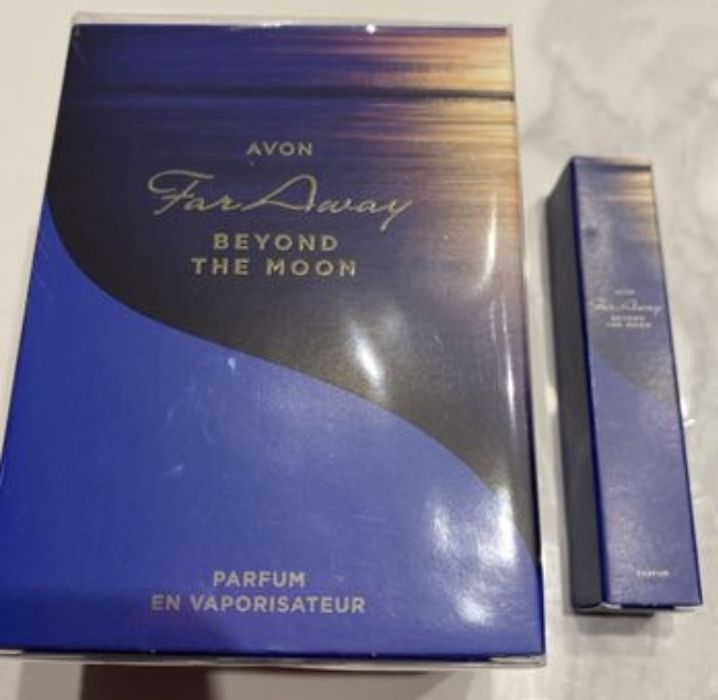 AVON
Far Away
BEYOND
THE MOON
PARFUM
EN VAPORISATEUR
AVON
Far Away
BEYOND
THE MOON
PARFUM